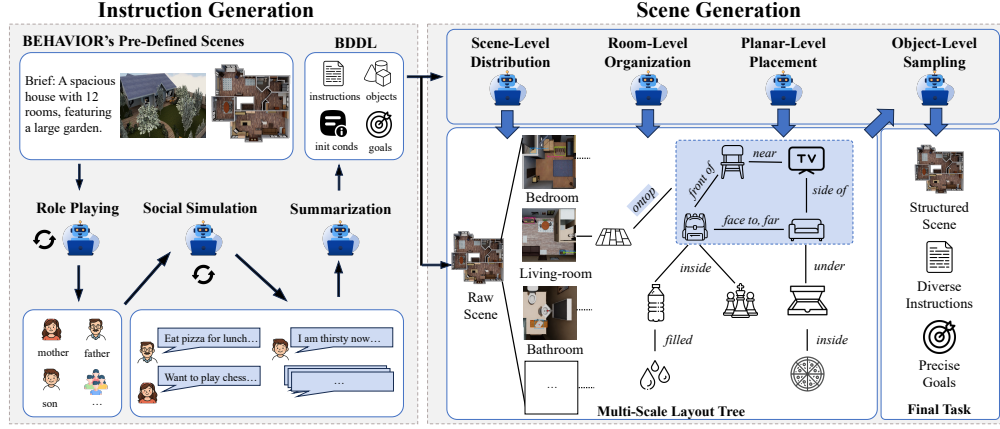 Instruction Generation
Scene Generation
BEHAVIOR's Pre-Defined Scenes
BDDL
Brief: A spacious
house with 12
rooms, featuring
a large garden.
instructions
objects
init conds
goals
Role Playing
Social Simulation
Summarization
mother
father
son
...
Eat pizza for lunch…
I am thirsty now…
Want to play chess…
...
Scene-Level
Distribution
Room-Level
Organization
Planar-Level
Placement
Object-Level
Sampling
Raw
Scene
Bedroom
Living-room
Bathroom
...
ontop
front of
near
TV
side of
face to, far
inside
under
filled
inside
Multi-Scale Layout Tree
Structured
Scene
Diverse
Instructions
Precise
Goals
Final Task